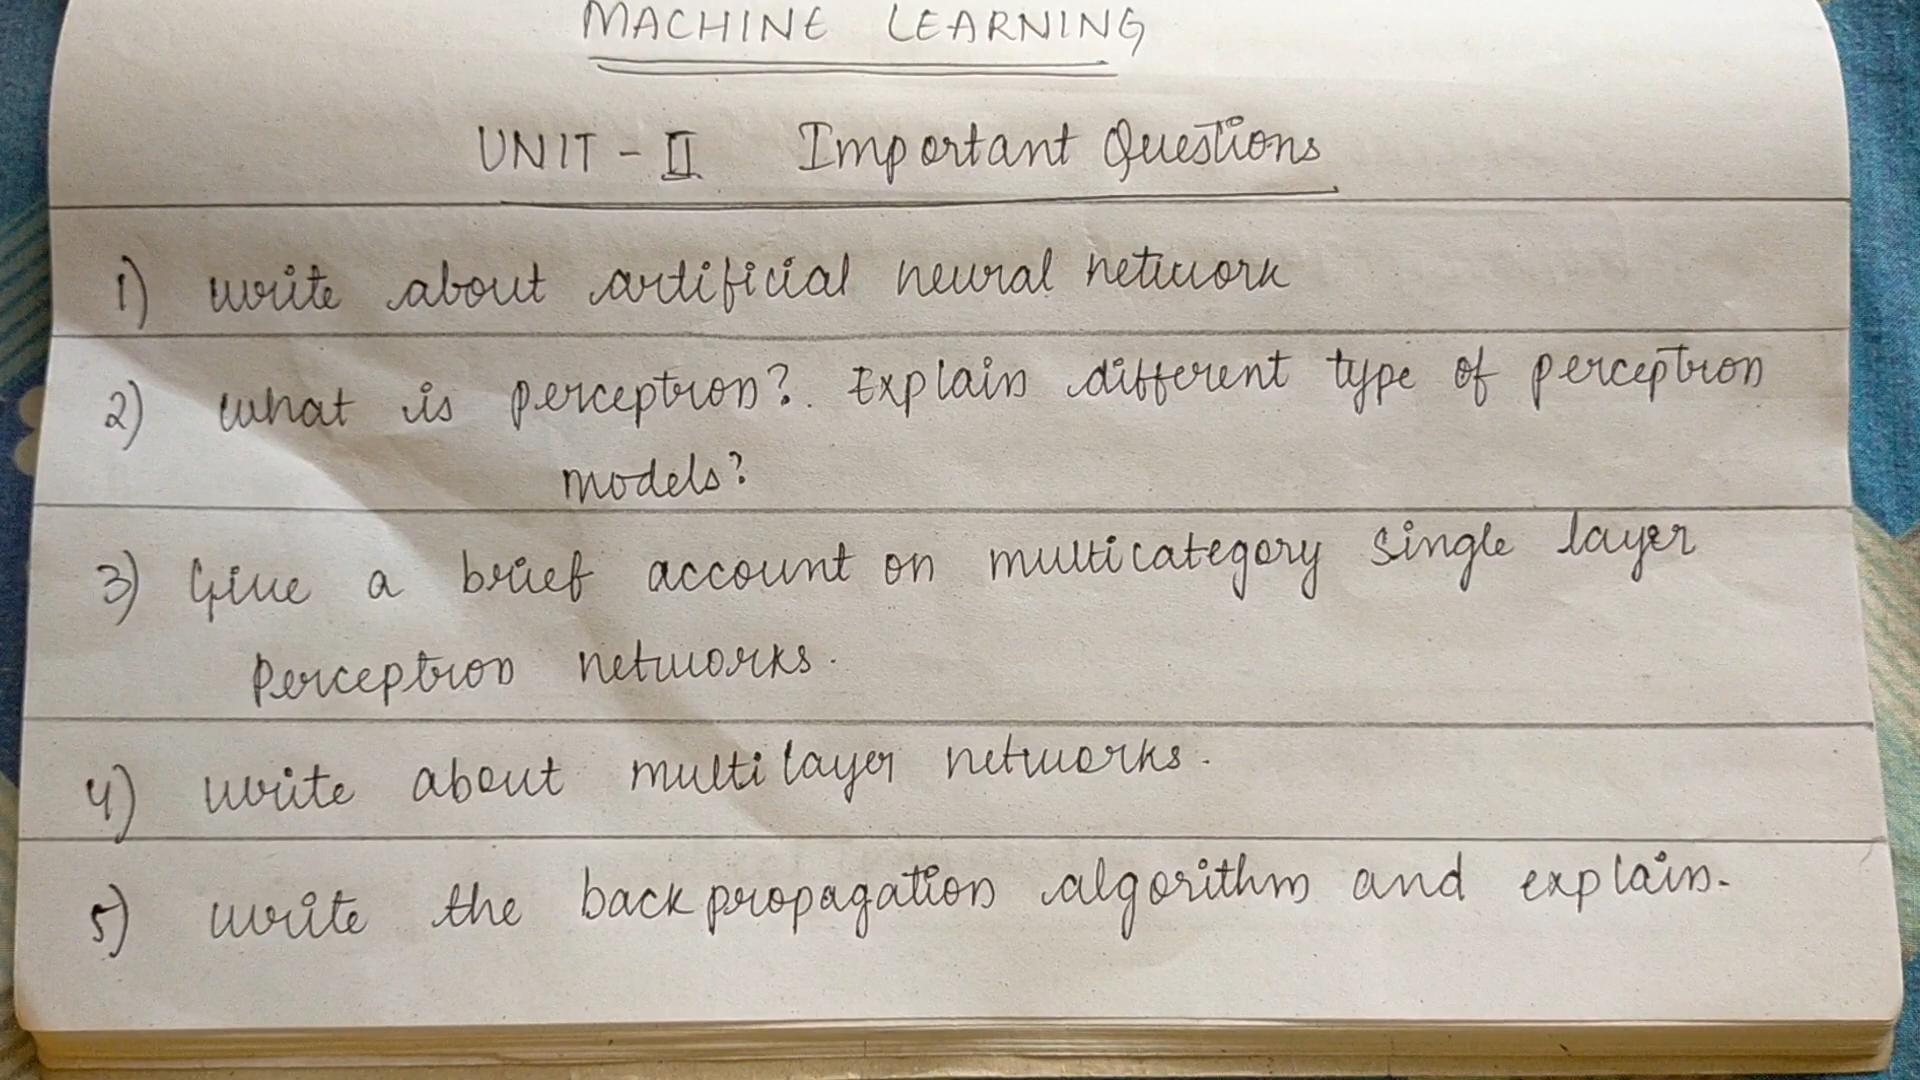 MACHINE LEARNING
UNIT - II Important Questions
1) write about artificial neural network
2) what is perceptron?. Explain different type of perceptron
models?
3) Give a brief account on multicategory single layer
Perceptron networks.
4) write about multilayer networks.
5) write the back propagation algorithm and explain.